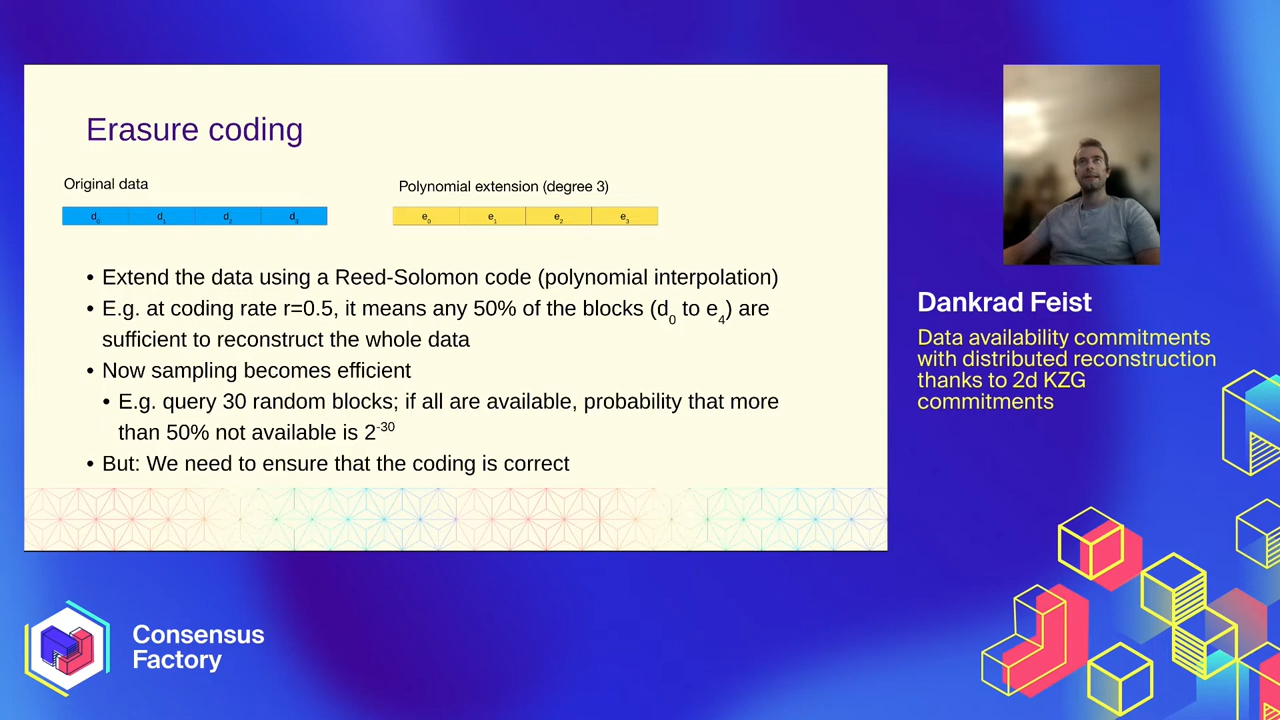 Erasure coding
Original data
Polynomial extension (degree 3)
d0 d1 d2 d3
e0 e1 e2 e3
• Extend the data using a Reed-Solomon code (polynomial interpolation)
• E.g. at coding rate r=0.5, it means any 50% of the blocks (d0 to e4) are
sufficient to reconstruct the whole data
• Now sampling becomes efficient
• E.g. query 30 random blocks; if all are available, probability that more
than 50% not available is 2-30
• But: We need to ensure that the coding is correct
Dankrad Feist
Data availability commitments
with distributed reconstruction
thanks to 2d KZG
commitments
Consensus
Factory